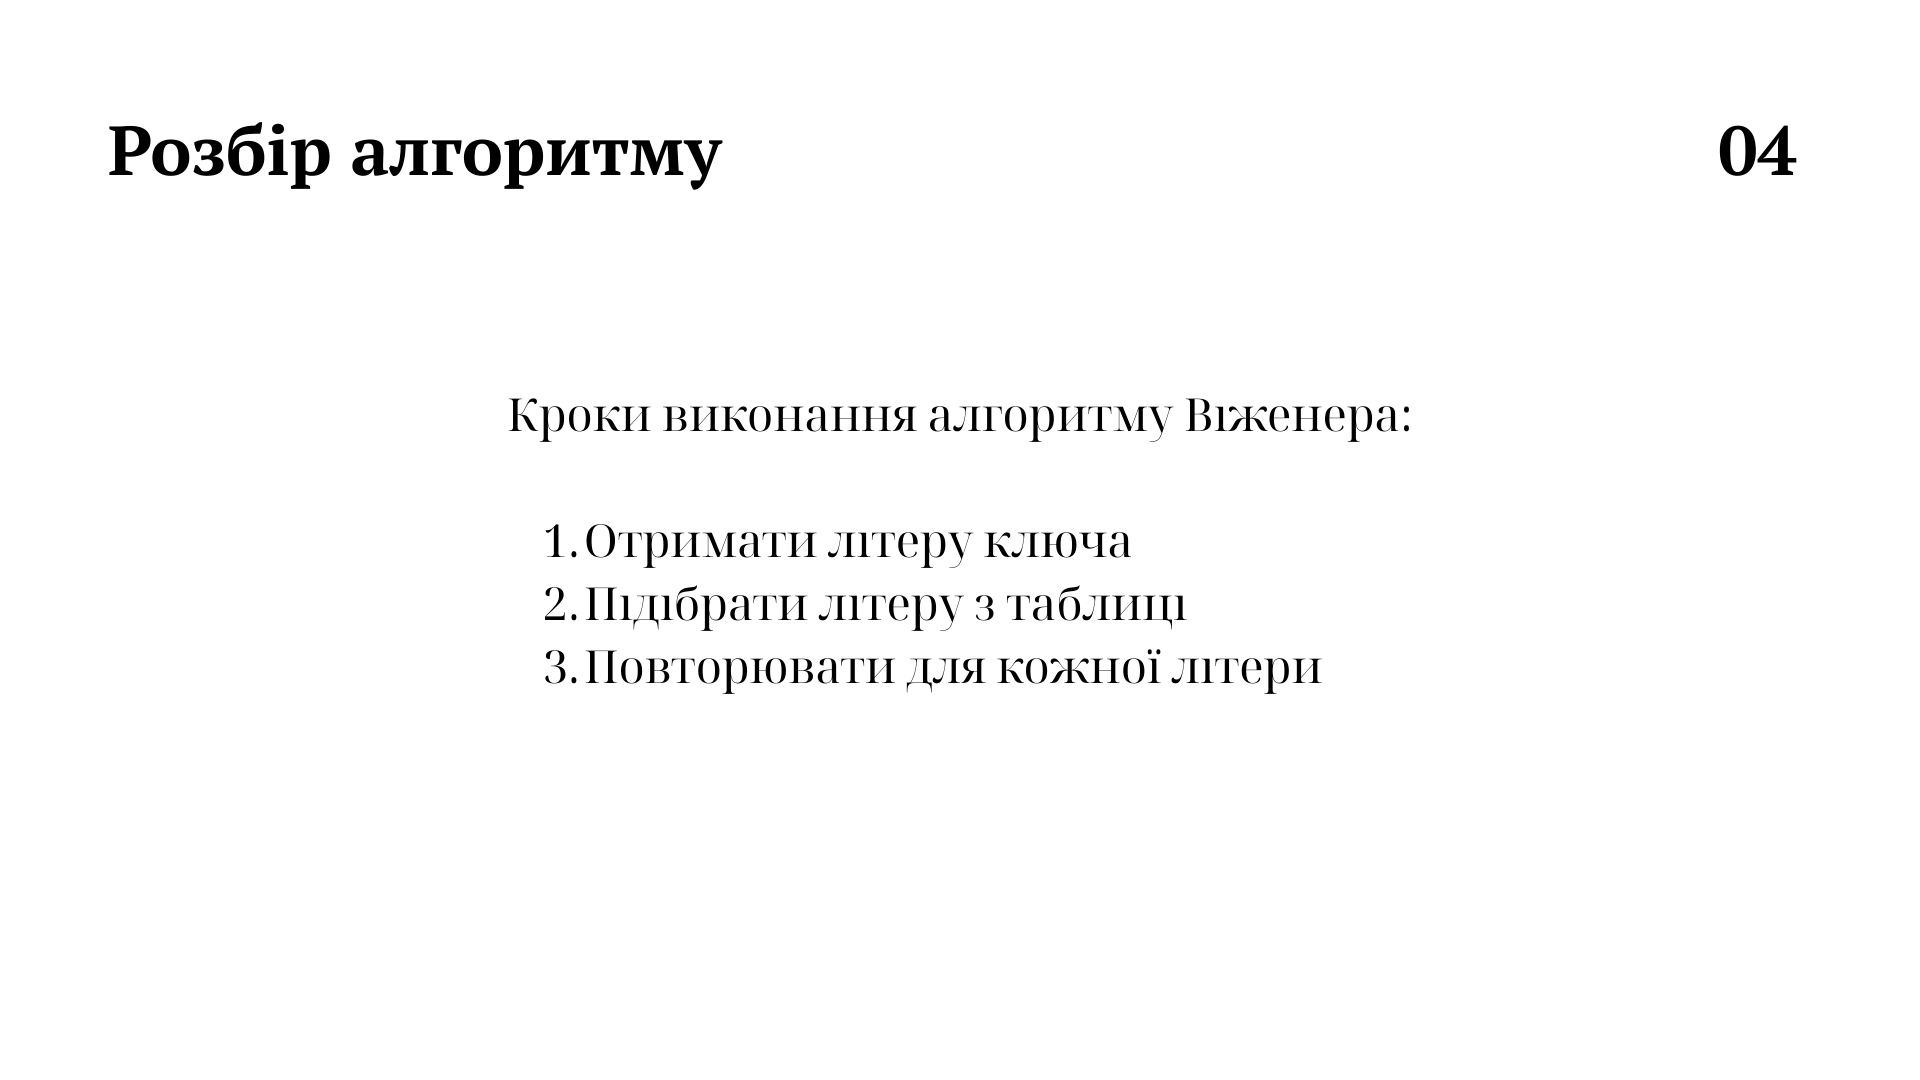 Розбір алгоритму
04
Кроки виконання алгоритму Віженера:
1. Отримати літеру ключа
2. Підібрати літеру з таблиці
3. Повторювати для кожної літери